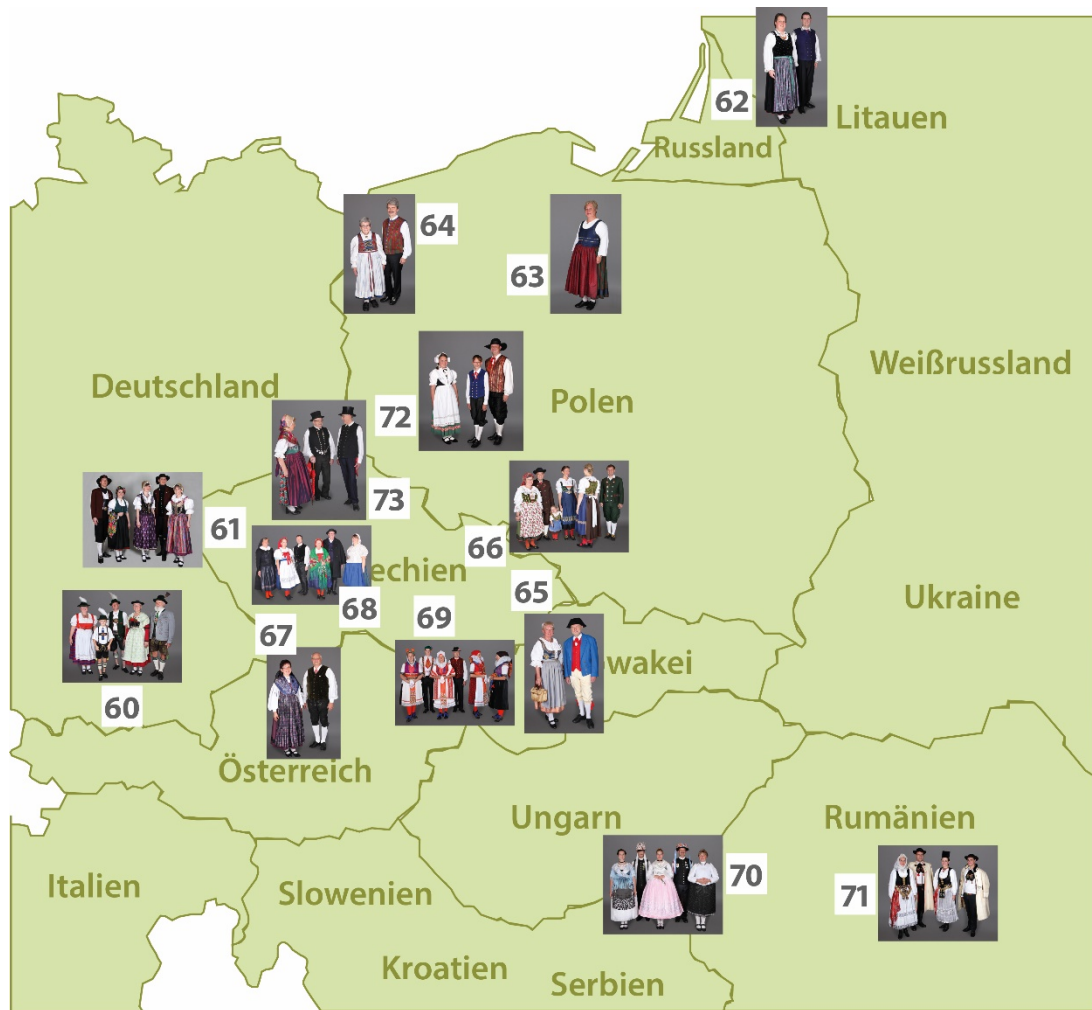 62
Litauen
Russland
64
63
Weißrussland
Deutschland
72
Polen
73
61
66
echien
68
65
Ukraine
67
69
owakei
60
Österreich
Ungarn
Rumänien
70
Italien
Slowenien
71
Kroatien
Serbien